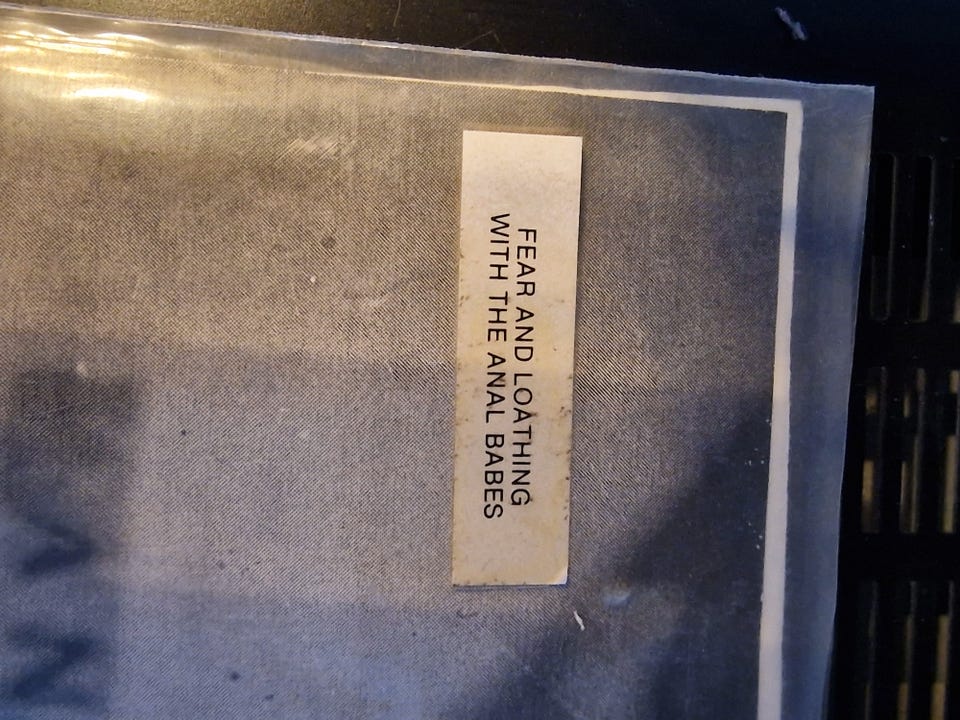 FEAR AND LOATHING
WITH THE ANAL BABES